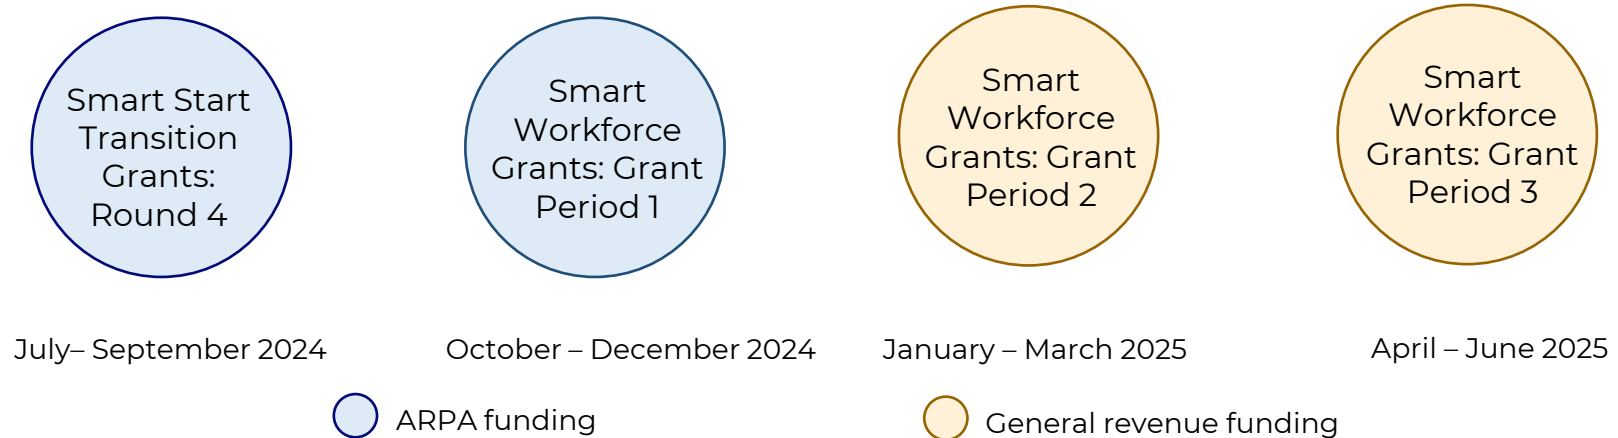 Smart Start
Transition
Grants:
Round 4
Smart
Workforce
Grants: Grant
Period 1
Smart
Workforce
Grants: Grant
Period 2
Smart
Workforce
Grants: Grant
Period 3
July– September 2024
October – December 2024
January – March 2025
April – June 2025
ARPA funding
General revenue funding